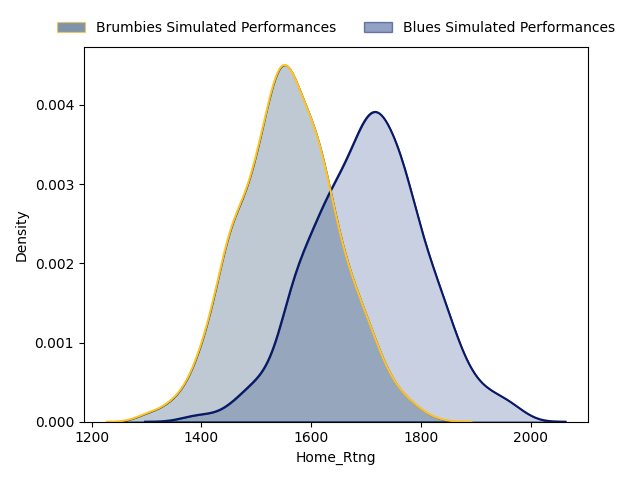 Brumbies Simulated Performances Blues Simulated Performances
0.004
0.003
0.002
0.001
0.000
Density
1200 1400 1600 1800 2000
Home_Rtng